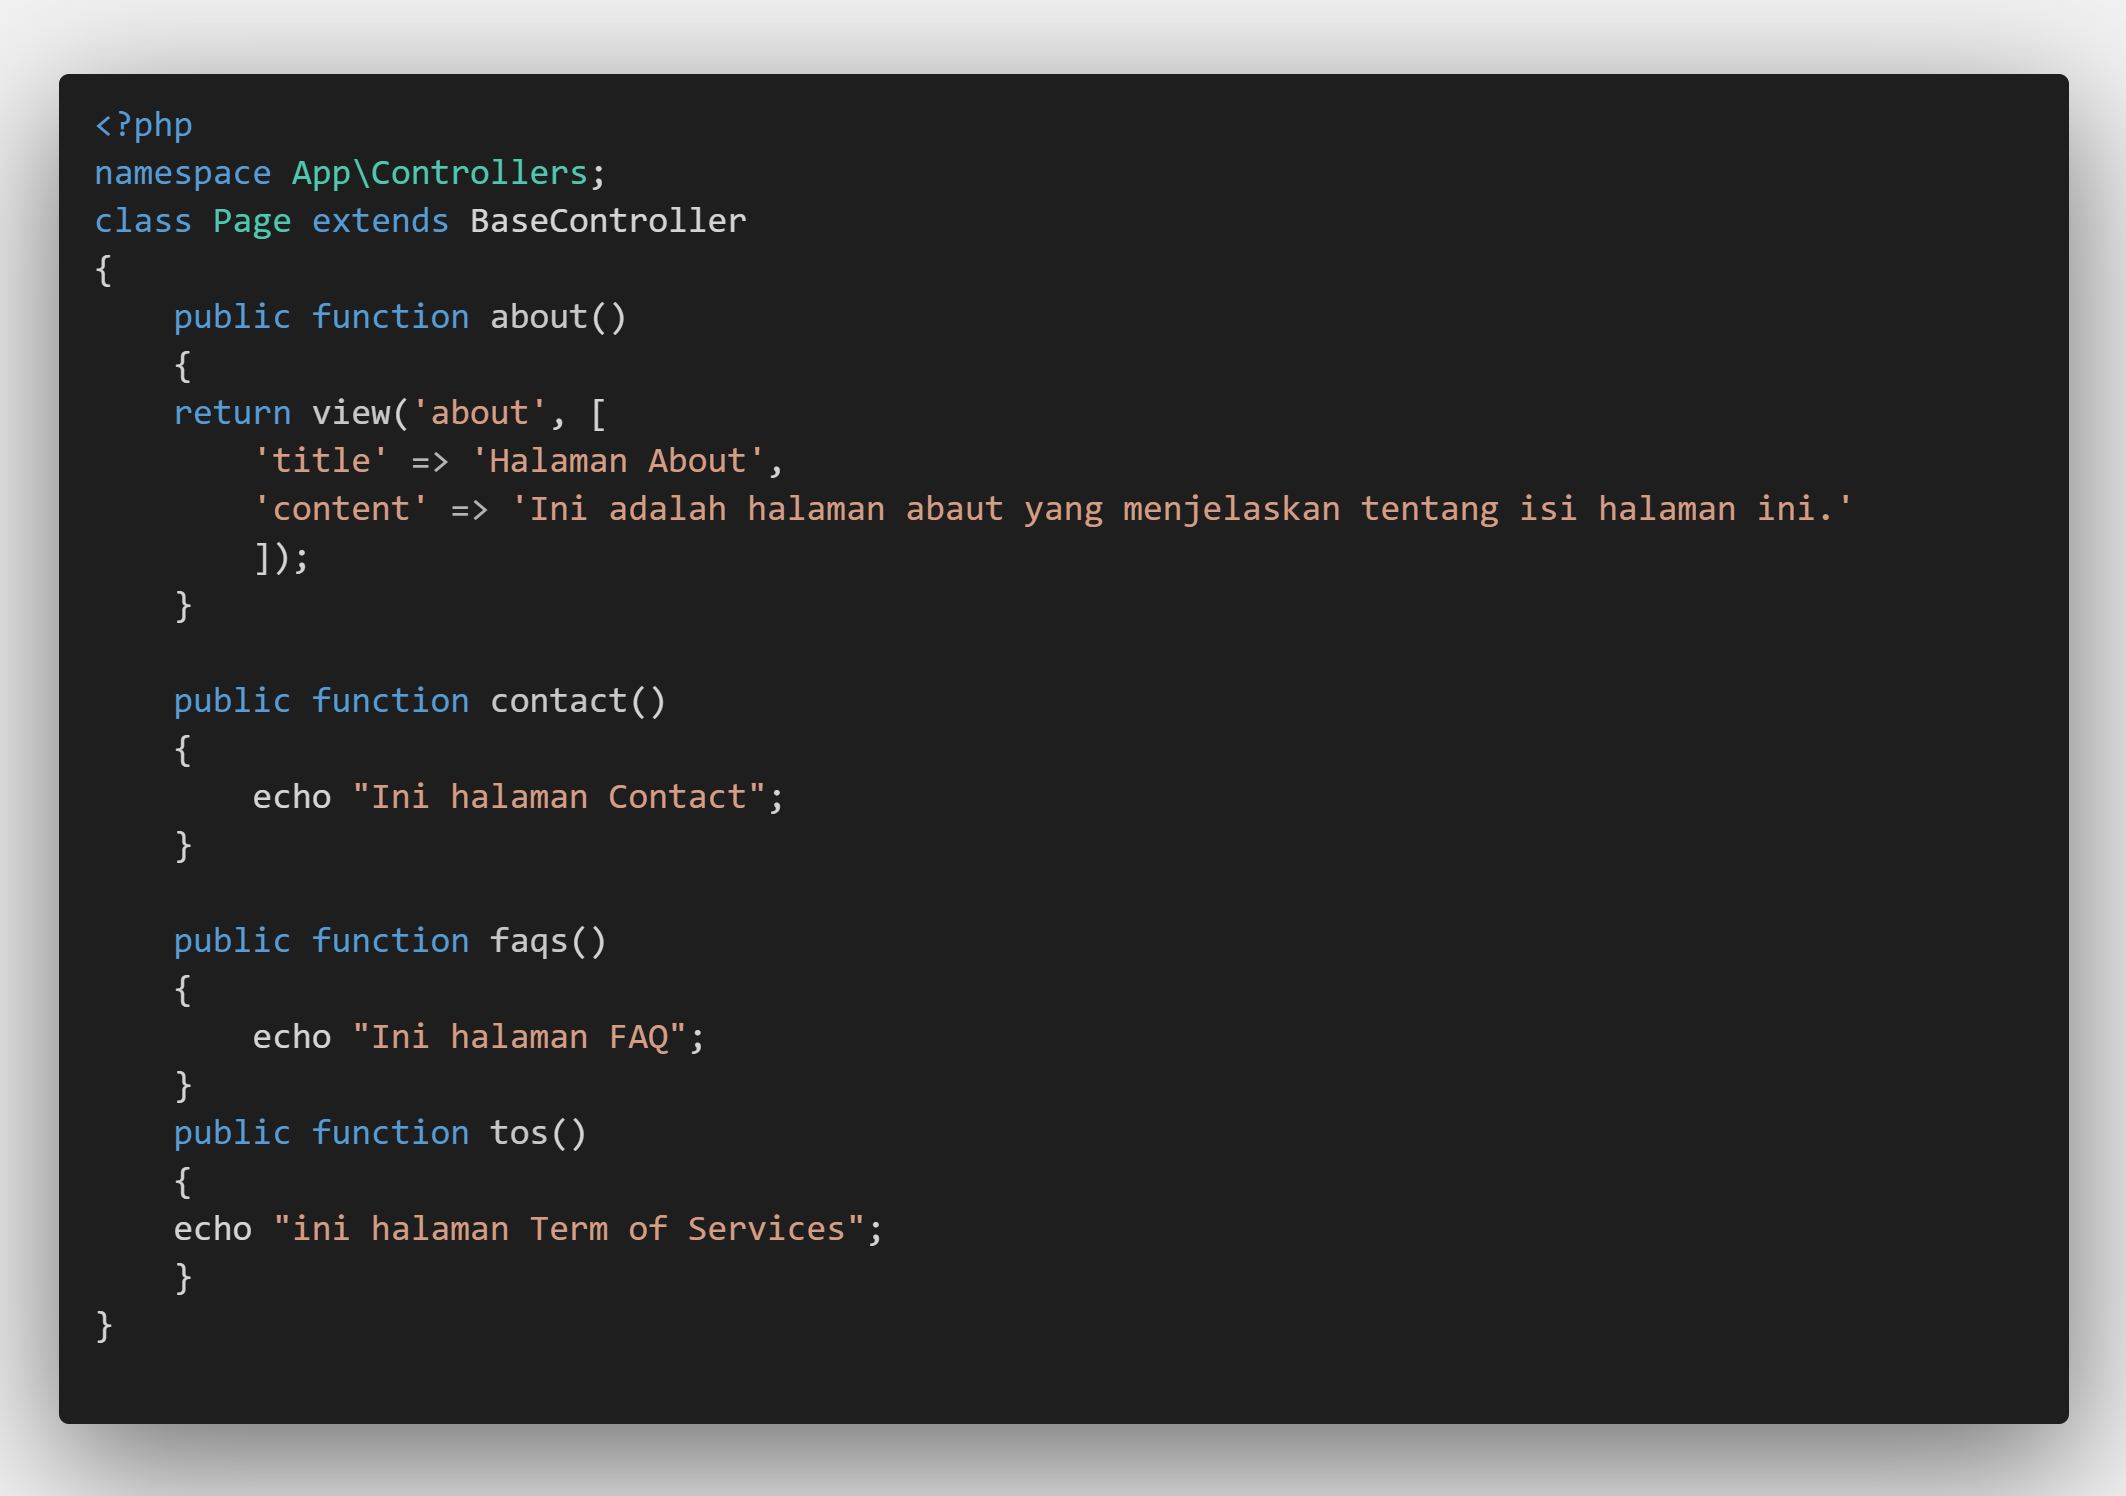 <?php
namespace App\Controllers;
class Page extends BaseController
{
    public function about()
    {
    return view('about', [
        'title' => 'Halaman About',
        'content' => 'Ini adalah halaman abaut yang menjelaskan tentang isi halaman ini.'
        ]);
    }

    public function contact()
    {
        echo "Ini halaman Contact";
    }

    public function faqs()
    {
        echo "Ini halaman FAQ";
    }
    public function tos()
    {
    echo "ini halaman Term of Services";
    }
}